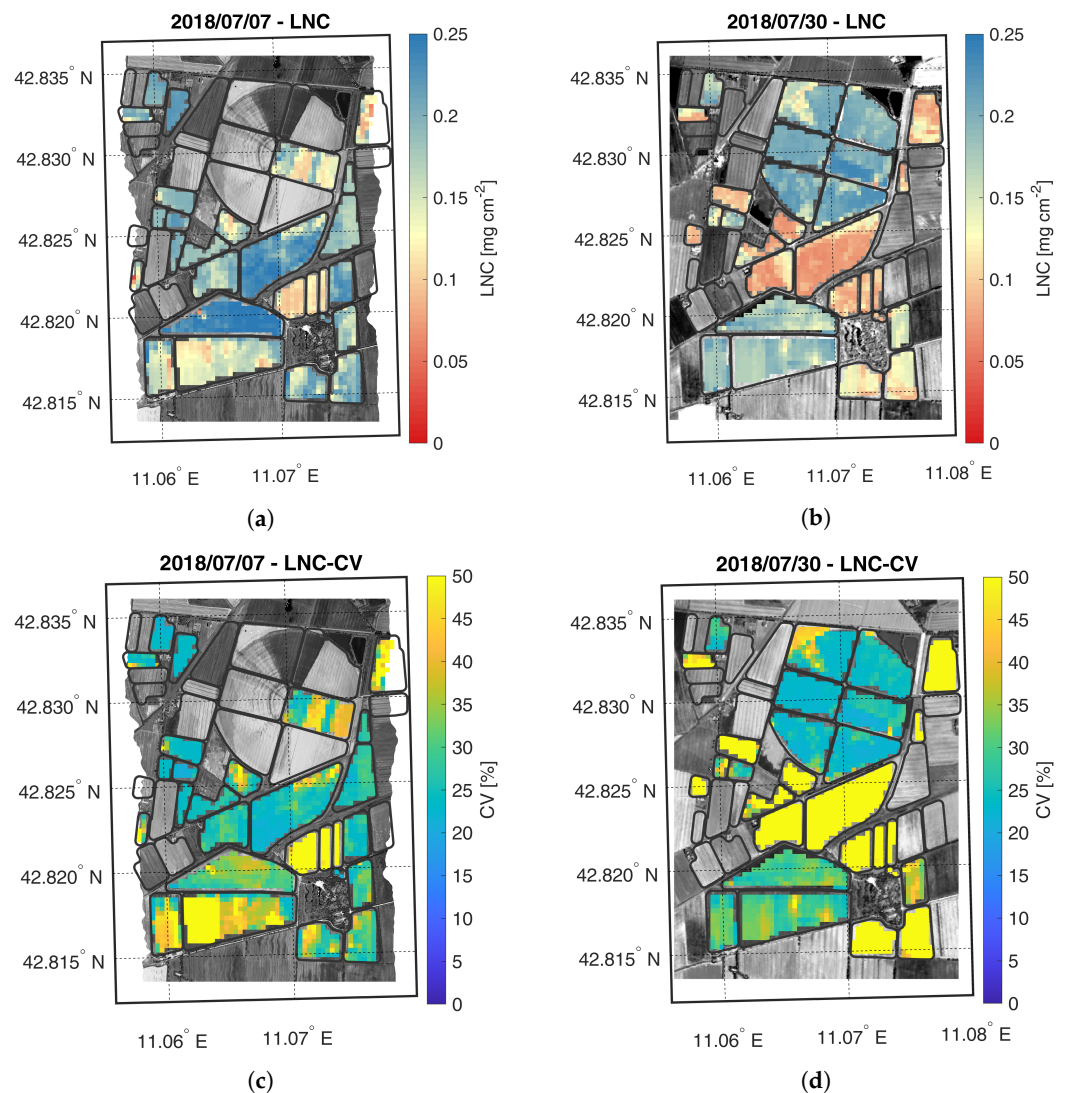 2018/07/07 - LNC
42.835° N
42.830° N
42.825° N
42.820° N
42.815° N
11.06° E
11.07° E
0.25
0.2
0.15
0.1
0.05
0
LNC [mg cm-2]
(a)
2018/07/30 - LNC
42.835° N
42.830° N
42.825° N
42.820° N
42.815° N
11.06° E
11.07° E
11.08° E
0.25
0.2
0.15
0.1
0.05
0
LNC [mg cm-2]
(b)
2018/07/07 - LNC-CV
42.835° N
42.830° N
42.825° N
42.820° N
42.815° N
11.06° E
11.07° E
50
45
40
35
30
25
20
15
10
5
0
CV [%]
(c)
2018/07/30 - LNC-CV
42.835° N
42.830° N
42.825° N
42.820° N
42.815° N
11.06° E
11.07° E
11.08° E
50
45
40
35
30
25
20
15
10
5
0
CV [%]
(d)